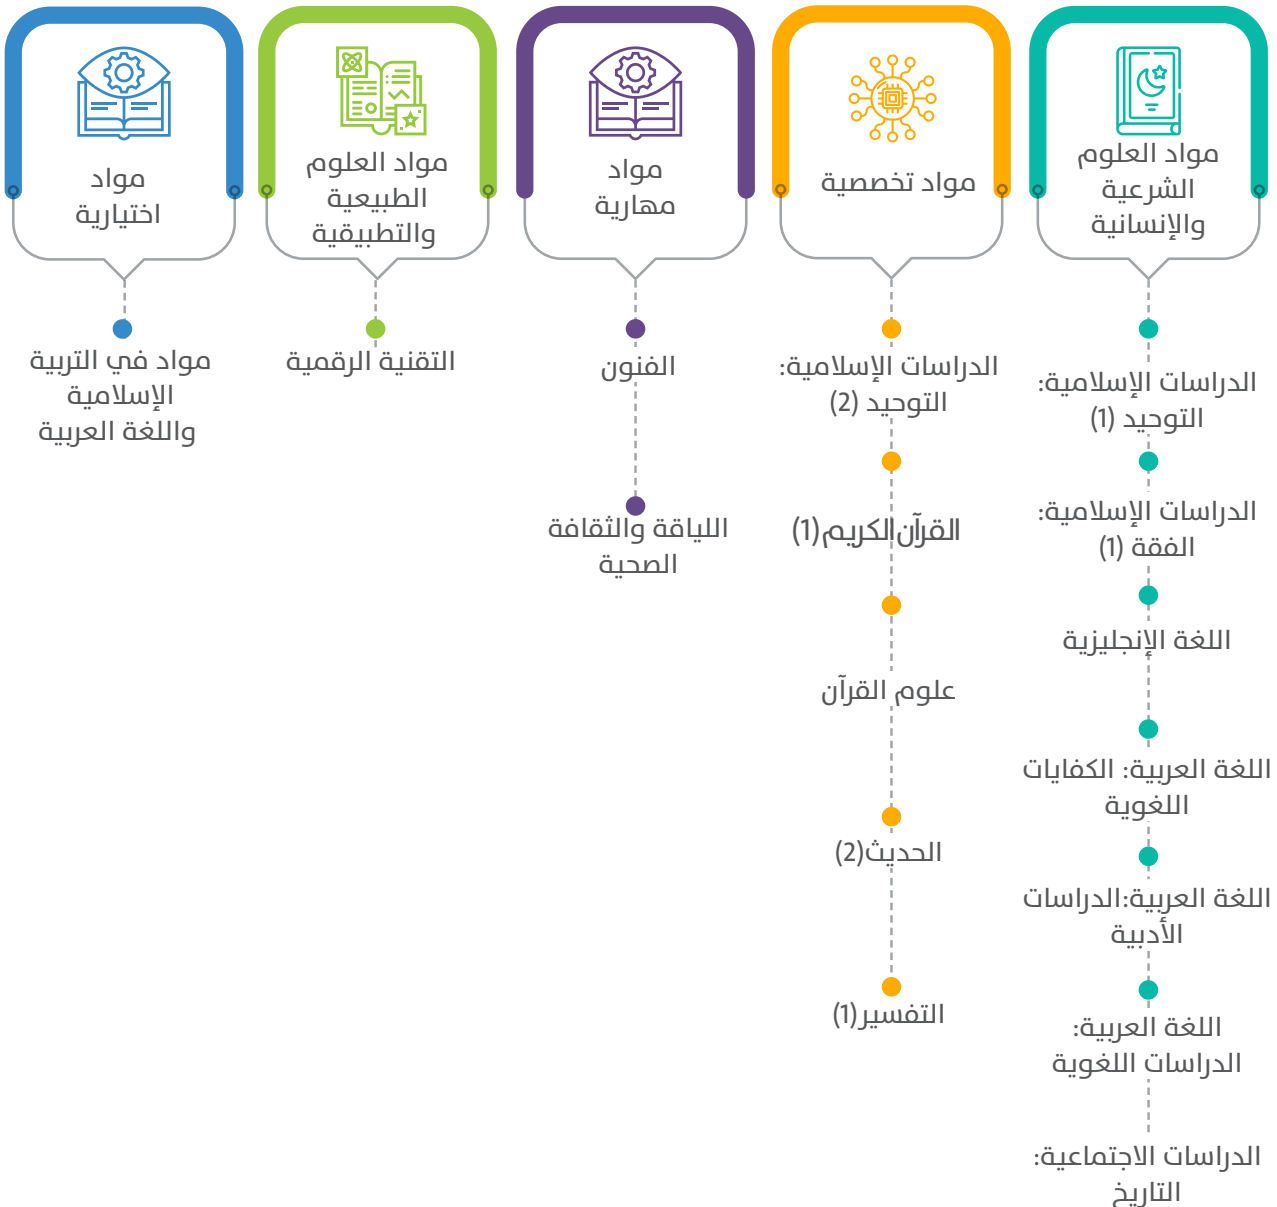 مواد العلوم
الشرعية
والإنسانية
الدراسات الإسلامية:
التوحيد (1)
الدراسات الإسلامية:
الفقة (1)
اللغة الإنجليزية
اللغة العربية: الكفايات
اللغوية
اللغة العربية:الدراسات
الأدبية
اللغة العربية:
الدراسات اللغوية
الدراسات الاجتماعية:
التاريخ
مواد تخصصية
الدراسات الإسلامية:
التوحيد (2)
القرآن الكريم (1)
علوم القرآن
الحديث(2)
التفسير(1)
مواد
مهارية
الفنون
اللياقة والثقافة
الصحية
مواد العلوم
الطبيعية
والتطبيقية
التقنية الرقمية
مواد
اختيارية
مواد في التربية
الإسلامية
واللغة العربية